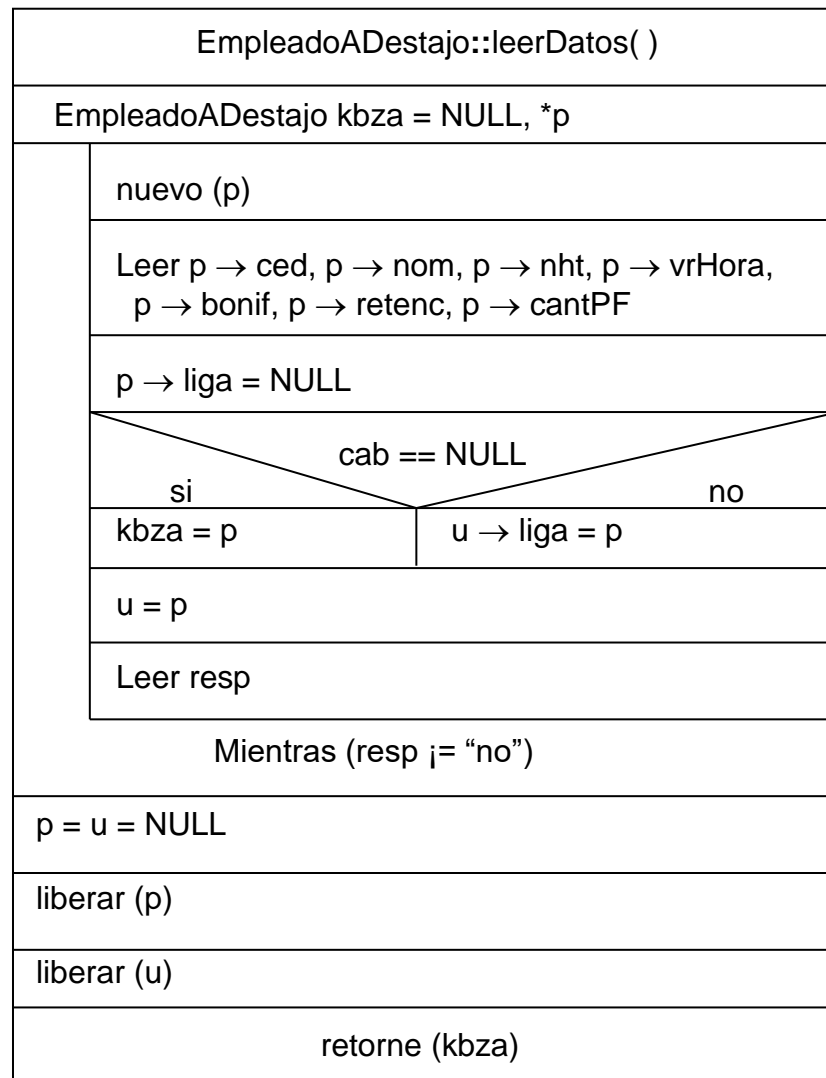 EmpleadoADestajo::leerDatos( )
EmpleadoADestajo kbza = NULL, *p
nuevo (p)
Leer p → ced, p → nom, p → nht, p → vrHora,
p → bonif, p → retenc, p → cantPF
p → liga = NULL
cab == NULL
si no
kbza = p u → liga = p
u = p
Leer resp
Mientras (resp ¡= “no”)
p = u = NULL
liberar (p)
liberar (u)
retorne (kbza)